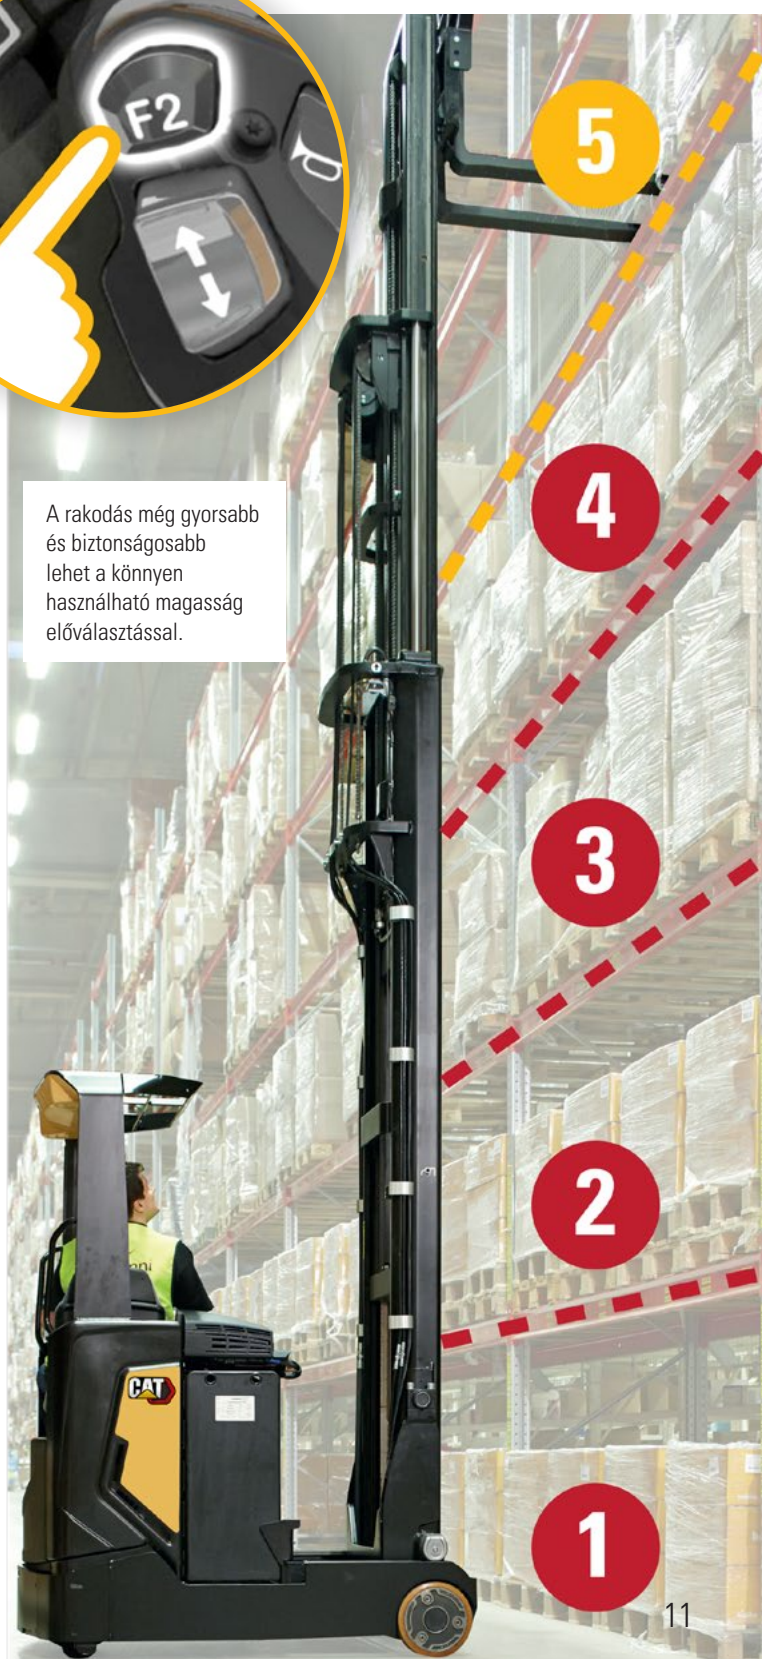 F2
5
4
A rakodás még gyorsabb
és biztonságosabb
lehet a könnyen
használható magasság
előválasztással.
3
2
CAT
1
11